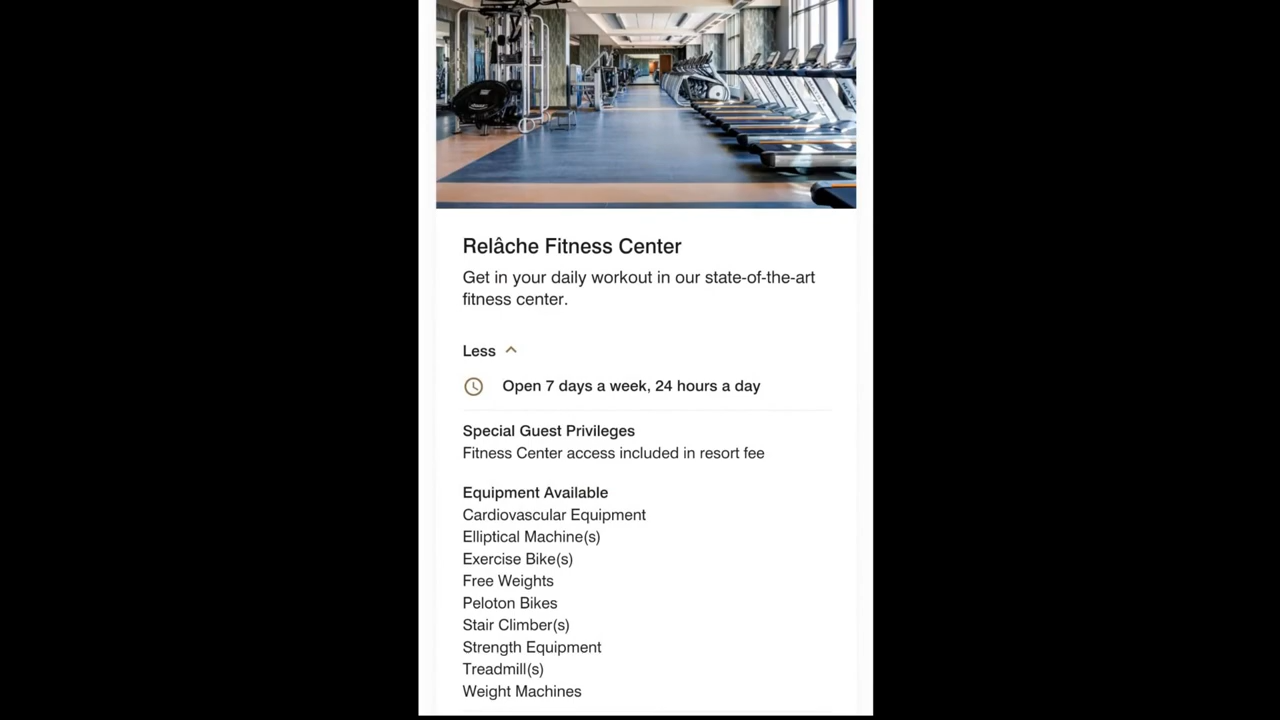 Relâche Fitness Center
Get in your daily workout in our state-of-the-art
fitness center.
Less
Open 7 days a week, 24 hours a day
Special Guest Privileges
Fitness Center access included in resort fee
Equipment Available
Cardiovascular Equipment
Elliptical Machine(s)
Exercise Bike(s)
Free Weights
Peloton Bikes
Stair Climber(s)
Strength Equipment
Treadmill(s)
Weight Machines